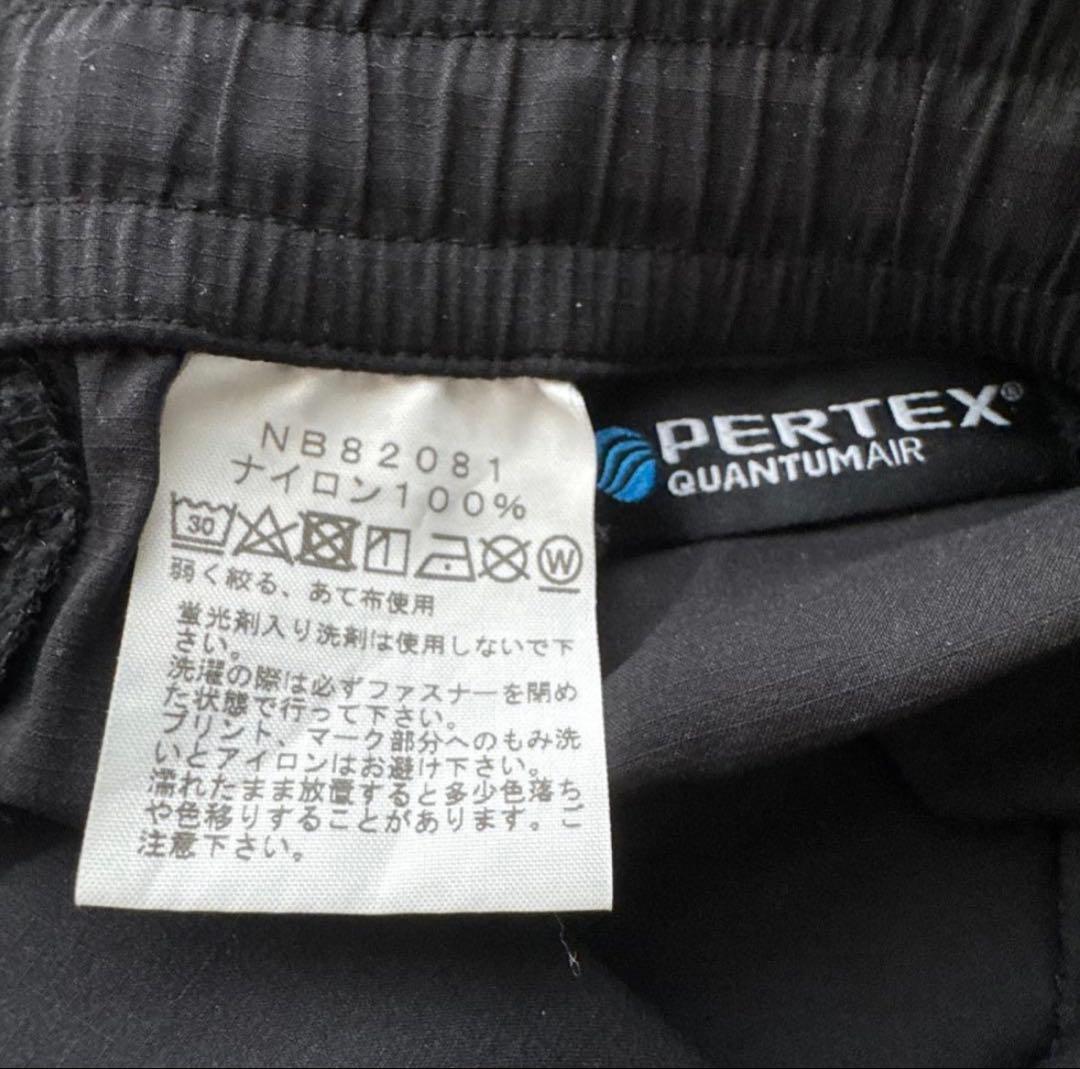 NB82081
ナイロン100%
30
W
弱く絞る、あて布使用
蛍光剤入り洗剤は使用しないで下
さい。
洗濯の際は必ずファスナーを閉め
た状態で行って下さい。
プリント、マーク部分へのもみ洗
いとアイロンはお避け下さい。
濡れたまま放置すると多少色落ち
や色移りすることがあります。ご
注意下さい。
PERTEX®
QUANTUMAIR